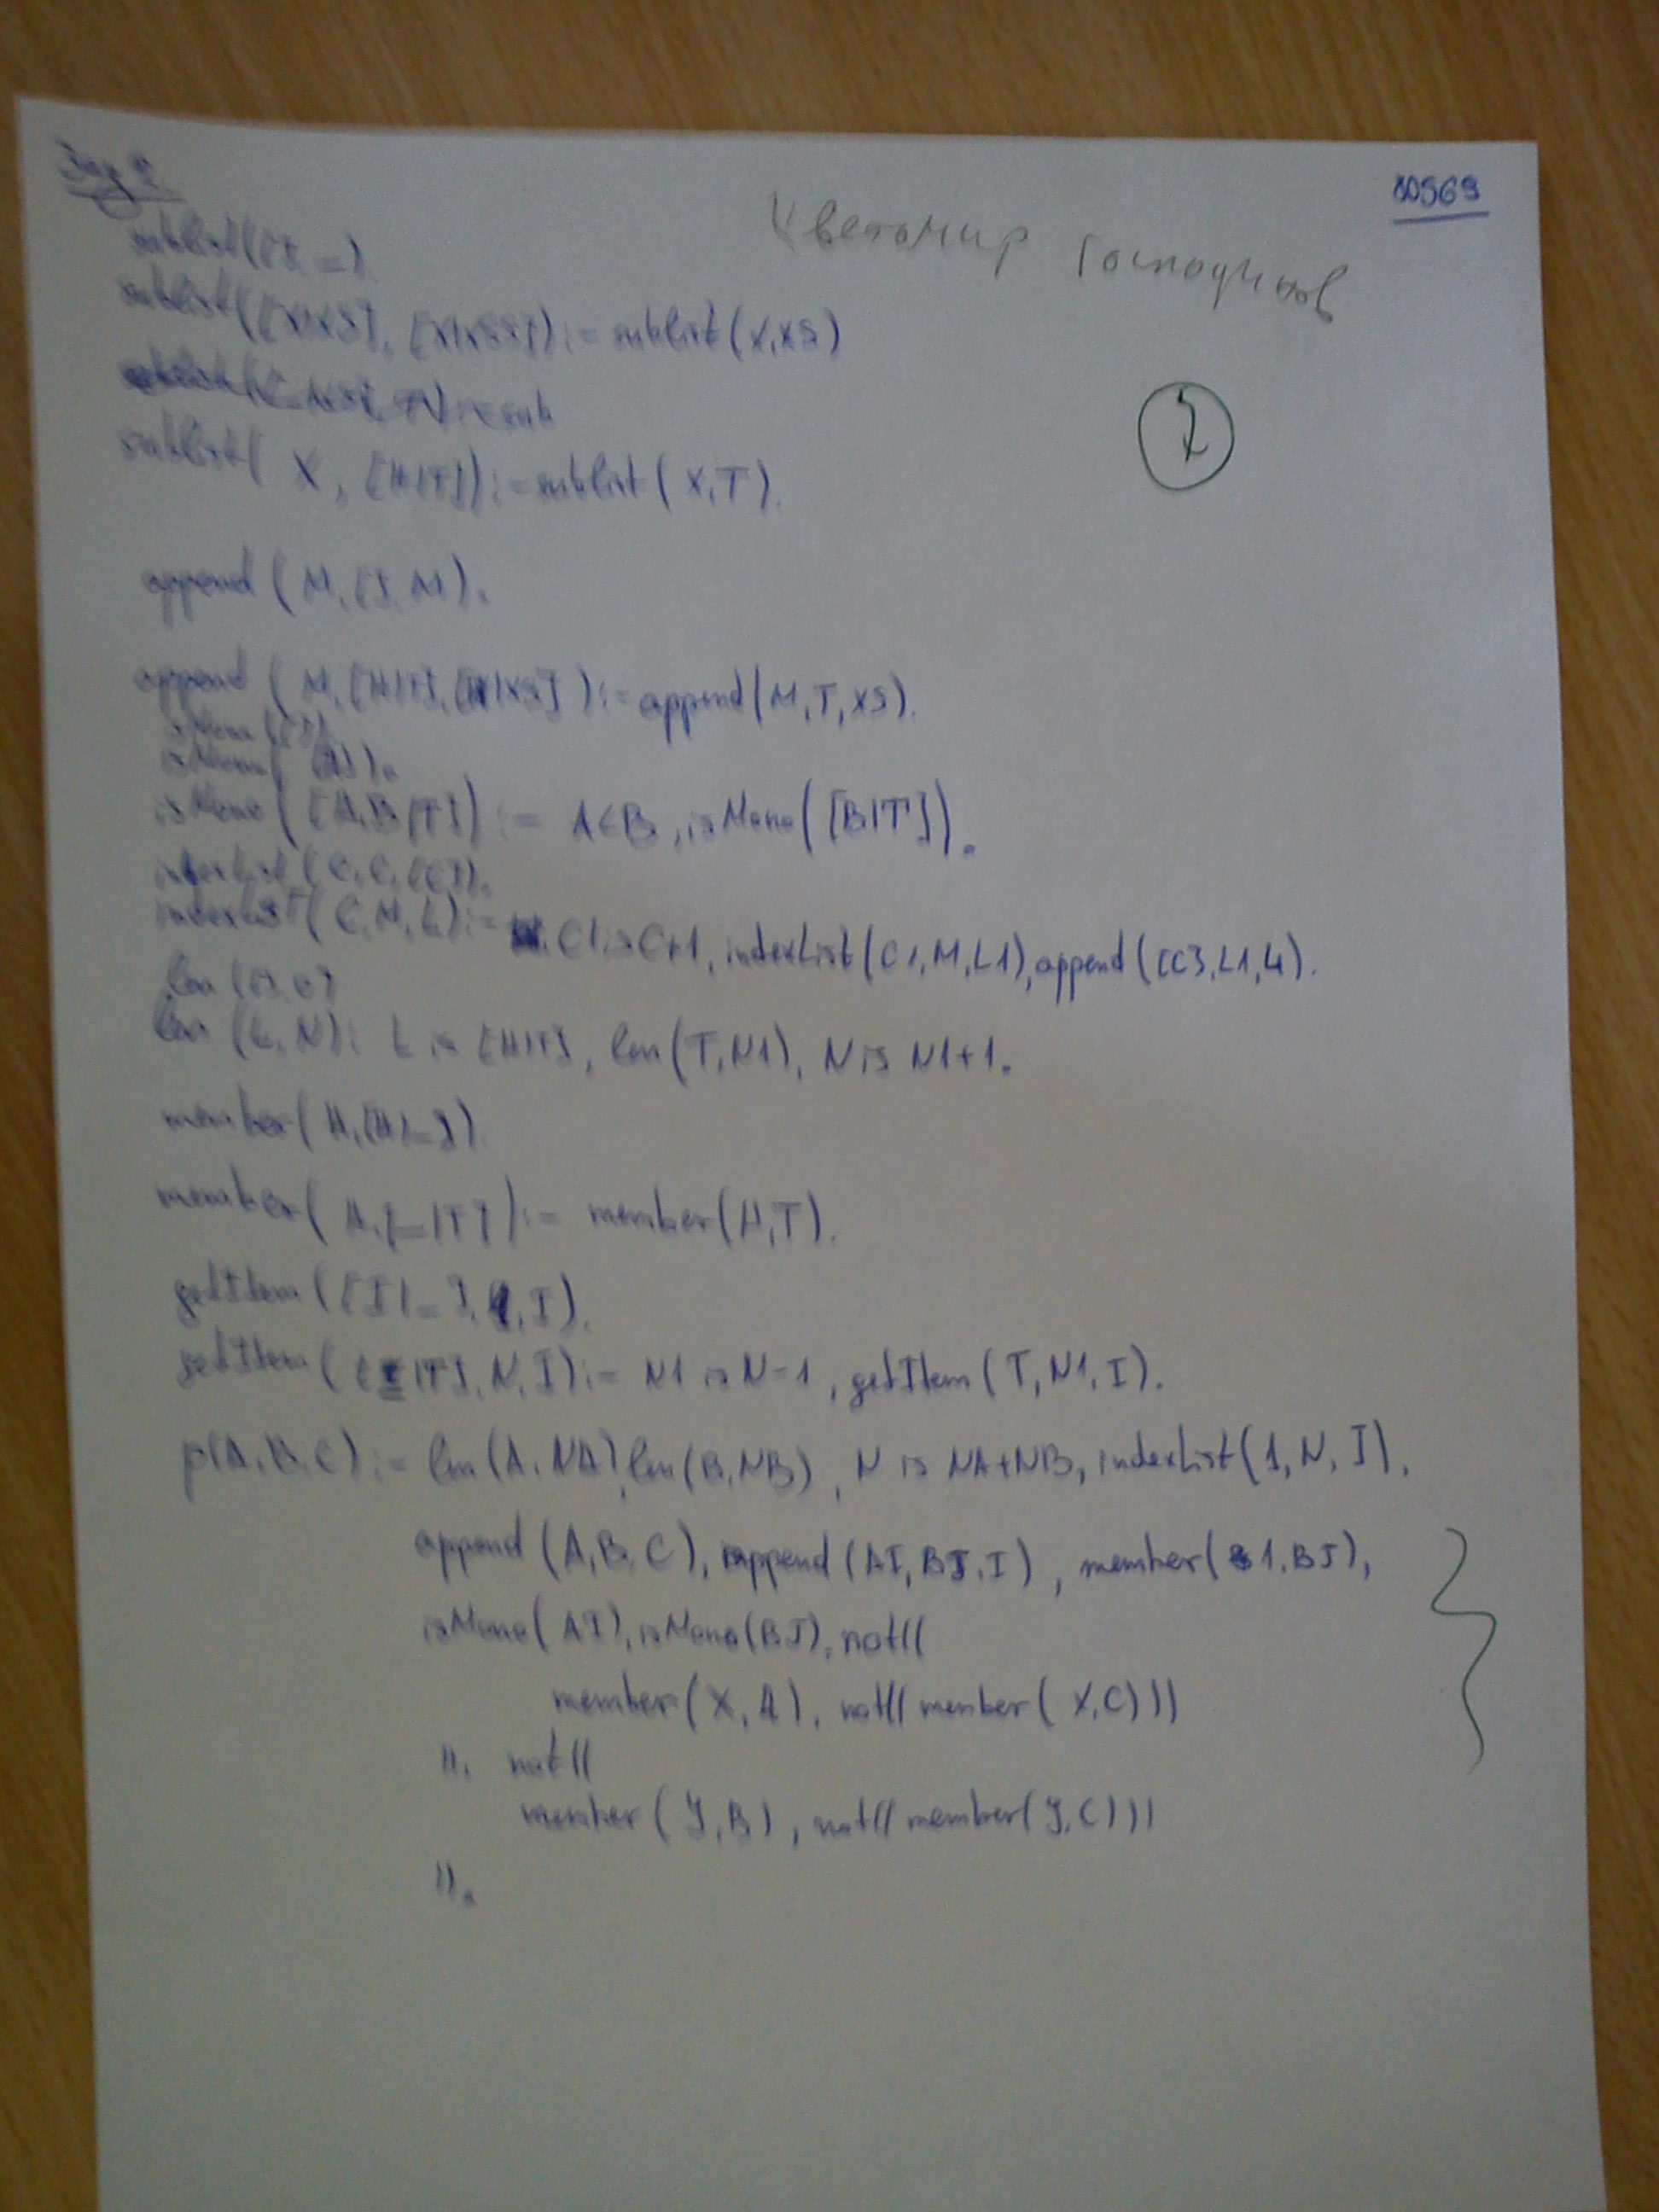 Зад 2
80569
Цветомир Господинов
sublist([], _).
sublist([X|XS], [X|XSS]) :- sublist(X,XS)
2
sublist( X, [H|T]) :- sublist( X,T).
append ( M, [], M).
append ( M, [H|T], [H|XS] ) :- append(M,T,XS).
isMono([]).
isMono( [A]).
isMono( [A,B|T]) :- A<B, isMono([B|T]).
indexList(C,C,[C]).
indexList( C,M,L) :- C1 is C+1, indexList(C1,M,L1), append([C],L1,L).
len ([],0)
len (L,N): L is [H|T], len(T,N1), N is N1+1.
member( H,[H|_])
member( H,[_|T] ) :- member(H,T).
getItem ([I|_], 1, I).
getItem ( [_|T], N, I) :- N1 is N-1, getItem(T,N1,I).
p(A,B,C) :- len(A,NA), len(B,NB), N is NA+NB, indexList(1,N,I),
append (A,B,C), append (AI,BJ,I), member(1,BJ),
isMono( AI), isMono(BJ), not((
member( X,A), not(( member( X,C)))
)), not((
member ( Y,B), not(( member(Y,C)))
)).